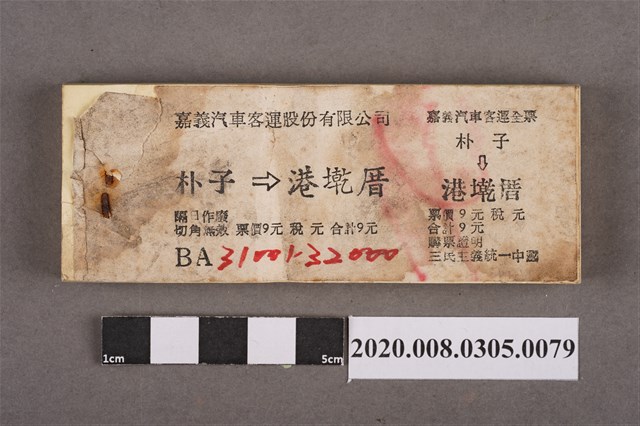 嘉義汽車客運股份有限公司
朴子⇨港墘厝
隔日作廢
切角無效 票價9元 稅 元 合計9元
BA 31001-32000
嘉義汽車客運全票
朴子
⇩
港墘厝
票價 9 元 稅 元
合計 9 元
購票證明
三民主義統一中國
1cm
5cm
2020.008.0305.0079